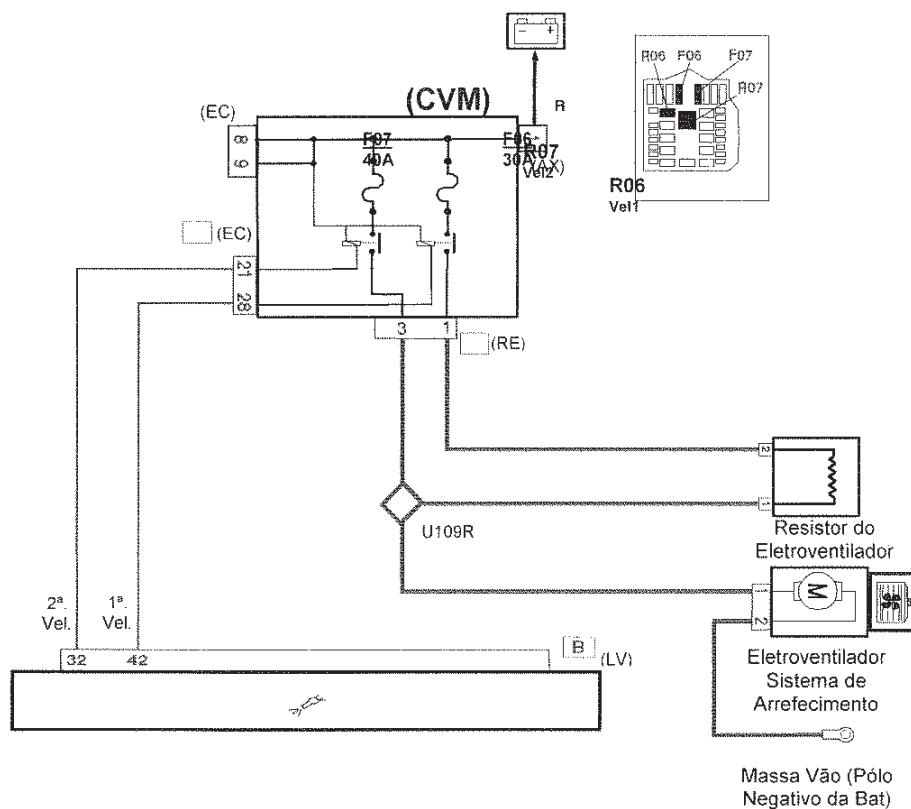 − +
R06 F06 F07
R07
R
(CVM)
(EC)
8
9
F07
40A
F06
30A
1
R07
Vel2
(AX)
R06
Vel1
(EC)
21
28
3 1
(RE)
2
1
U109R
Resistor do
Eletroventilador
M
1
2
2ª.
Vel.
1ª.
Vel.
32 42
B
(LV)
Eletroventilador
Sistema de
Arrefecimento
Massa Vão (Pólo
Negativo da Bat)